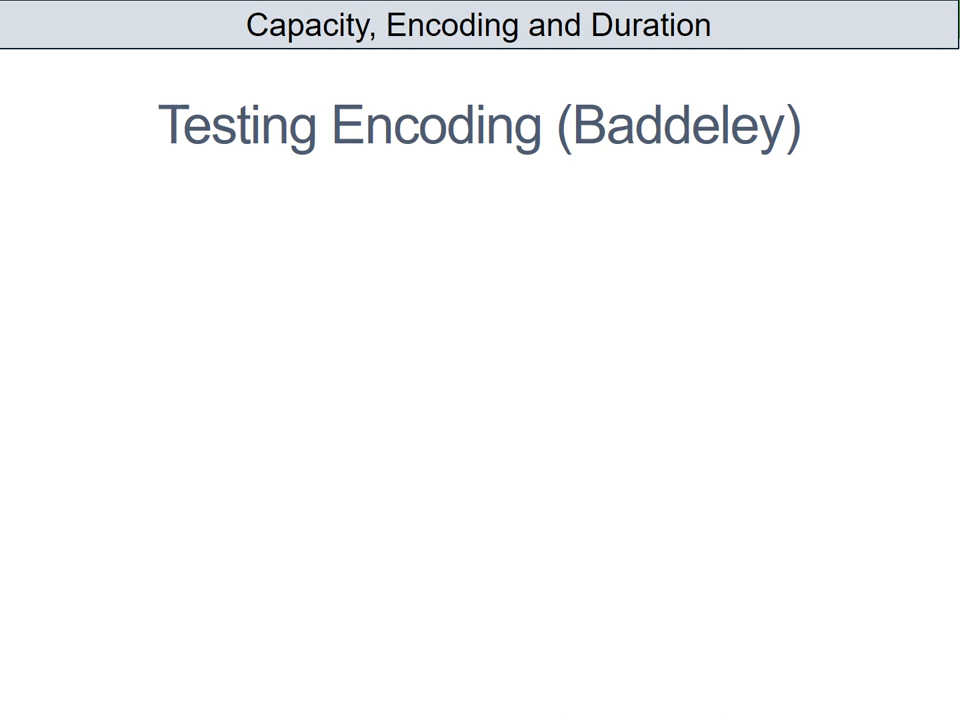 Capacity, Encoding and Duration
Testing Encoding (Baddeley)